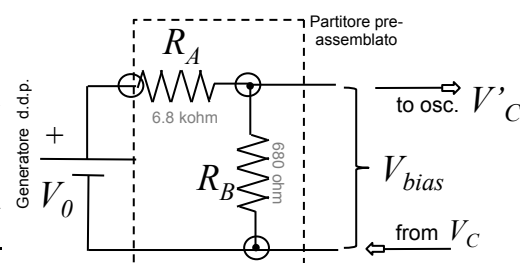 Partitore pre-
assemblato
R_A
6.8 kohm
to osc. V'_C
Generatore d.d.p.
+
V_0
R_B
680 ohm
V_bias
from V_C